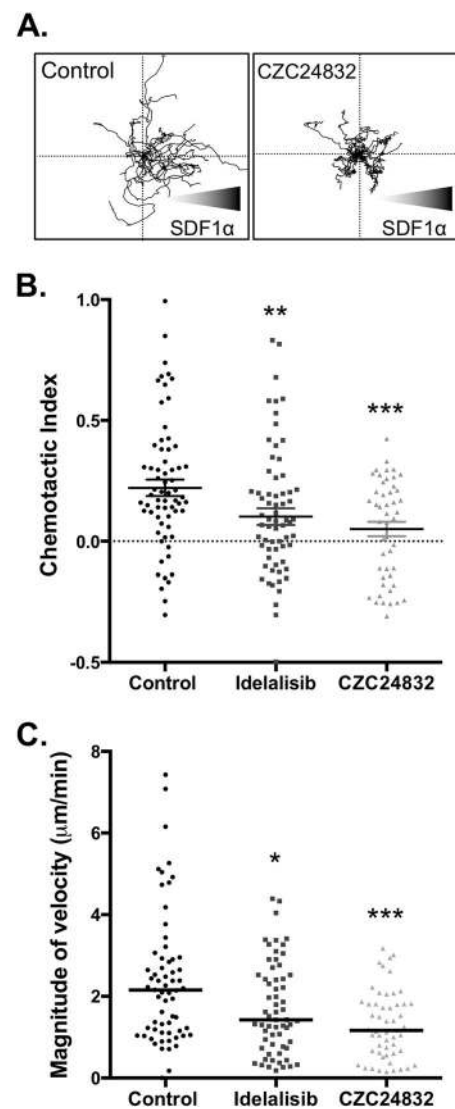 A.
Control
CZC24832
SDF1α
SDF1α
B.
Chemotactic Index
1.0
0.5
0.0
-0.5
**
***
Control
Idelalisib
CZC24832
C.
Magnitude of velocity (μm/min)
8
6
4
2
0
*
***
Control
Idelalisib
CZC24832